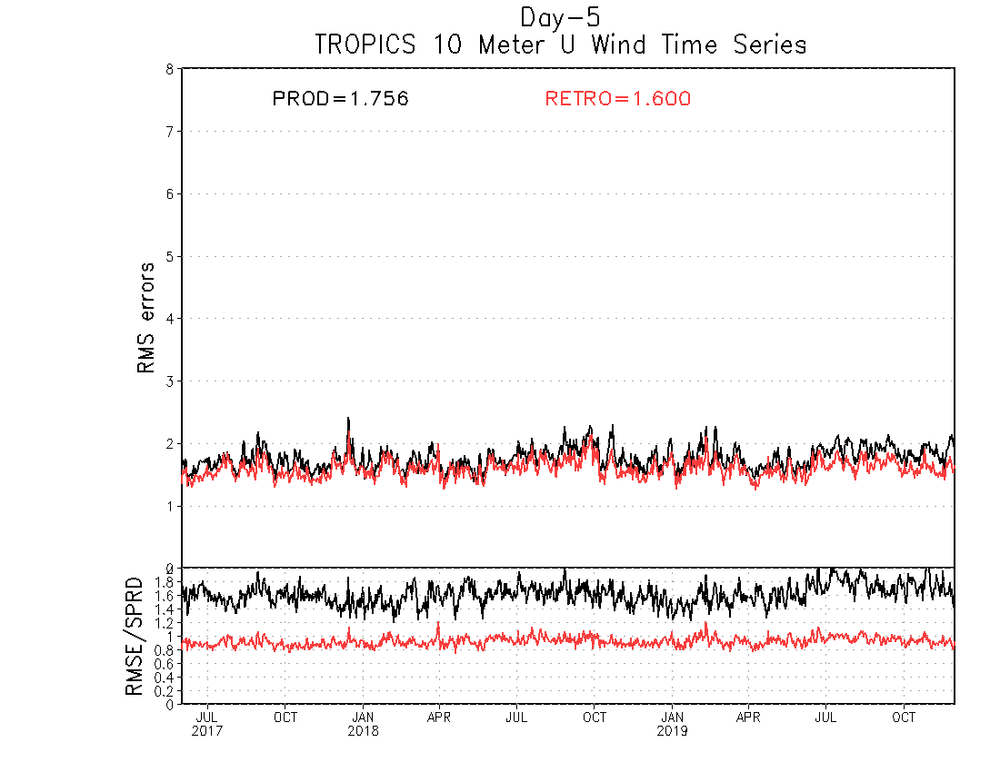 Day-5
TROPICS 10 Meter U Wind Time Series
PROD=1.756 RETRO=1.600
8
7
6
5
4
3
2
1
0
RMS errors
2
1.8
1.6
1.4
1.2
1
0.8
0.6
0.4
0.2
0
RMSE/SPRD
JUL OCT JAN APR JUL OCT JAN APR JUL OCT
2017 2018 2019